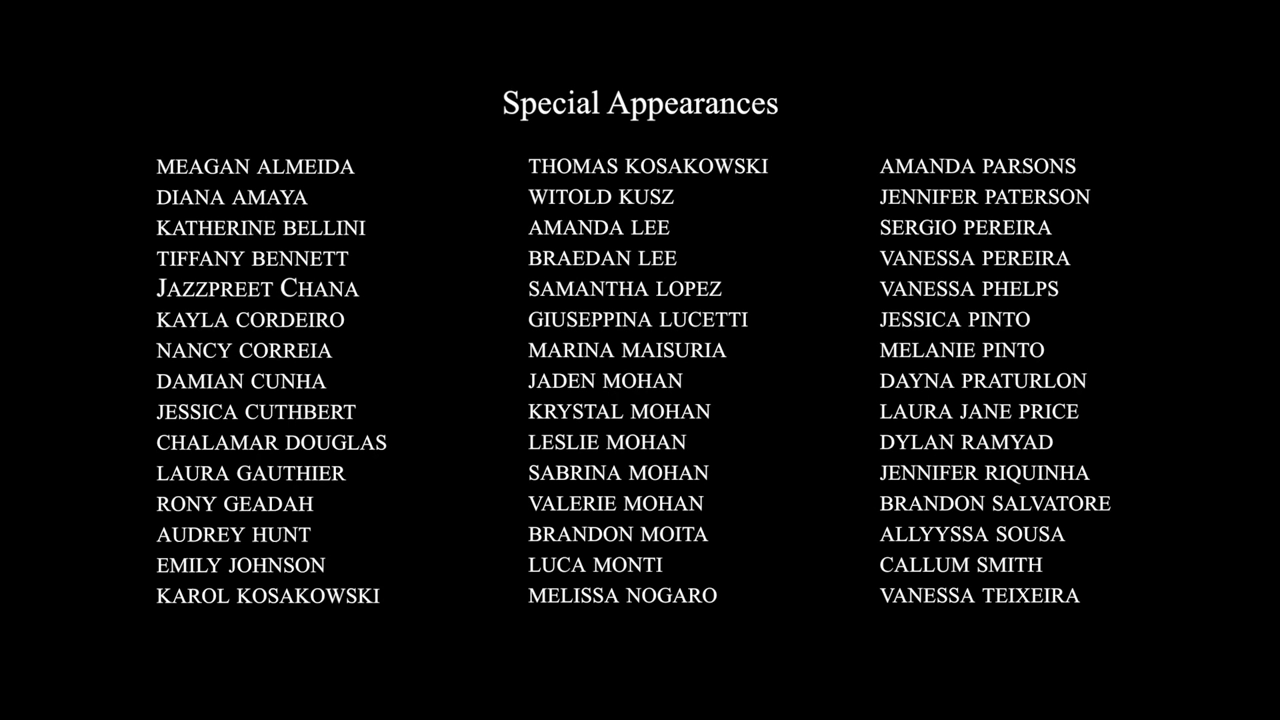 Special Appearances
MEAGAN ALMEIDA
DIANA AMAYA
KATHERINE BELLINI
TIFFANY BENNETT
JAZZPREET CHANA
KAYLA CORDEIRO
NANCY CORREIA
DAMIAN CUNHA
JESSICA CUTHBERT
CHALAMAR DOUGLAS
LAURA GAUTHIER
RONY GEADAH
AUDREY HUNT
EMILY JOHNSON
KAROL KOSAKOWSKI
THOMAS KOSAKOWSKI
WITOLD KUSZ
AMANDA LEE
BRAEDAN LEE
SAMANTHA LOPEZ
GIUSEPPINA LUCETTI
MARINA MAISURIA
JADEN MOHAN
KRYSTAL MOHAN
LESLIE MOHAN
SABRINA MOHAN
VALERIE MOHAN
BRANDON MOITA
LUCA MONTI
MELISSA NOGARO
AMANDA PARSONS
JENNIFER PATERSON
SERGIO PEREIRA
VANESSA PEREIRA
VANESSA PHELPS
JESSICA PINTO
MELANIE PINTO
DAYNA PRATURLON
LAURA JANE PRICE
DYLAN RAMYAD
JENNIFER RIQUINHA
BRANDON SALVATORE
ALLYYSSA SOUSA
CALLUM SMITH
VANESSA TEIXEIRA